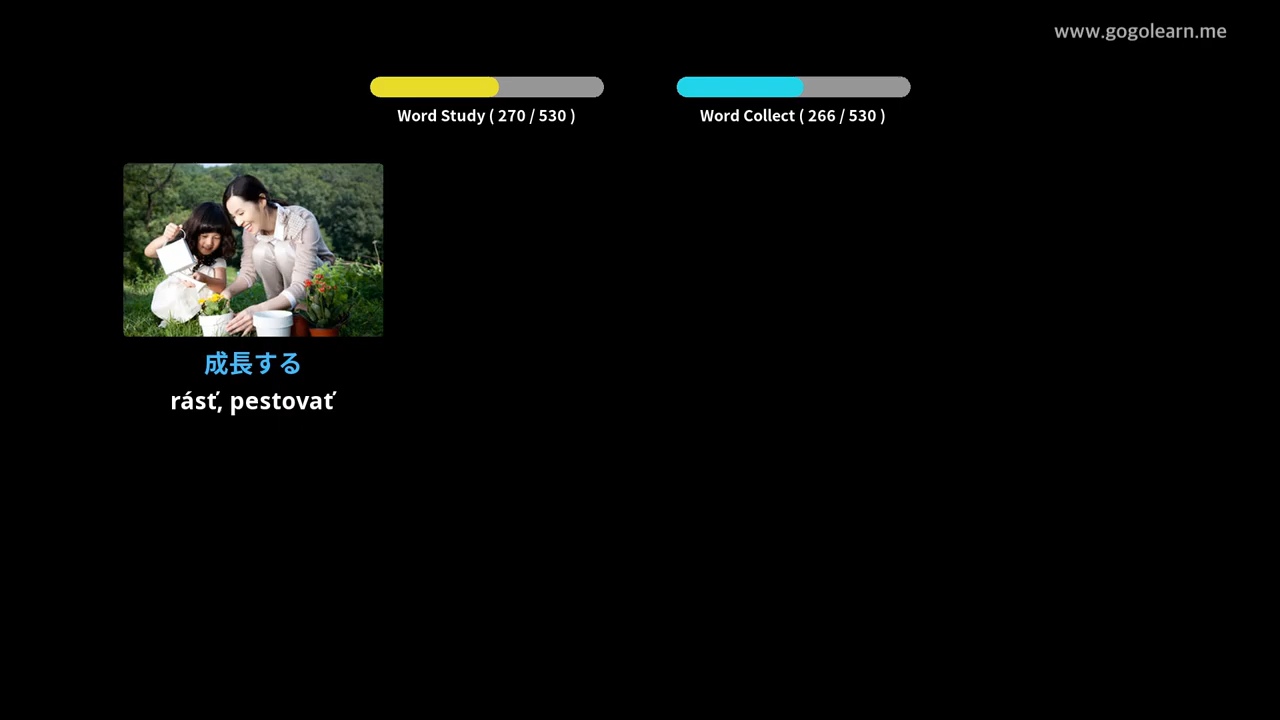 www.gogolearn.me
Word Study ( 270 / 530 )
Word Collect ( 266 / 530 )
成長する
rásť, pestovať